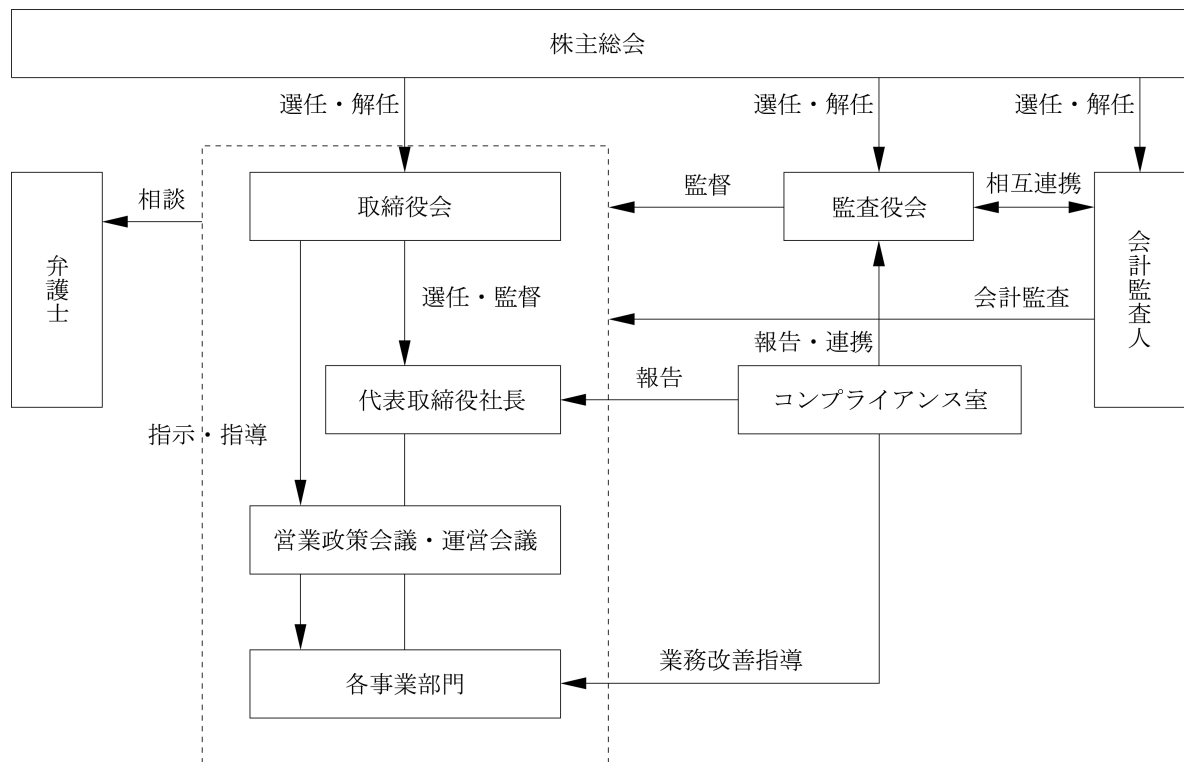 株主総会
選任・解任
選任・解任
選任・解任
弁護士
相談
取締役会
監督
監査役会
相互連携
会計監査人
選任・監督
会計監査
報告・連携
代表取締役社長
報告
コンプライアンス室
指示・指導
営業政策会議・運営会議
業務改善指導
各事業部門